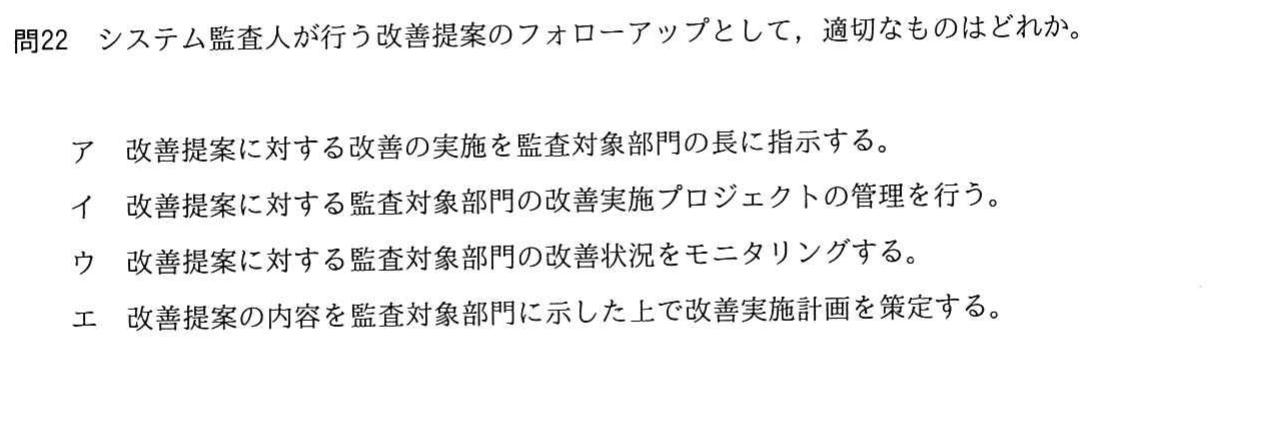 問22 システム監査人が行う改善提案のフォローアップとして，適切なものはどれか。
ア 改善提案に対する改善の実施を監査対象部門の長に指示する。
イ 改善提案に対する監査対象部門の改善実施プロジェクトの管理を行う。
ウ 改善提案に対する監査対象部門の改善状況をモニタリングする。
エ 改善提案の内容を監査対象部門に示した上で改善実施計画を策定する。